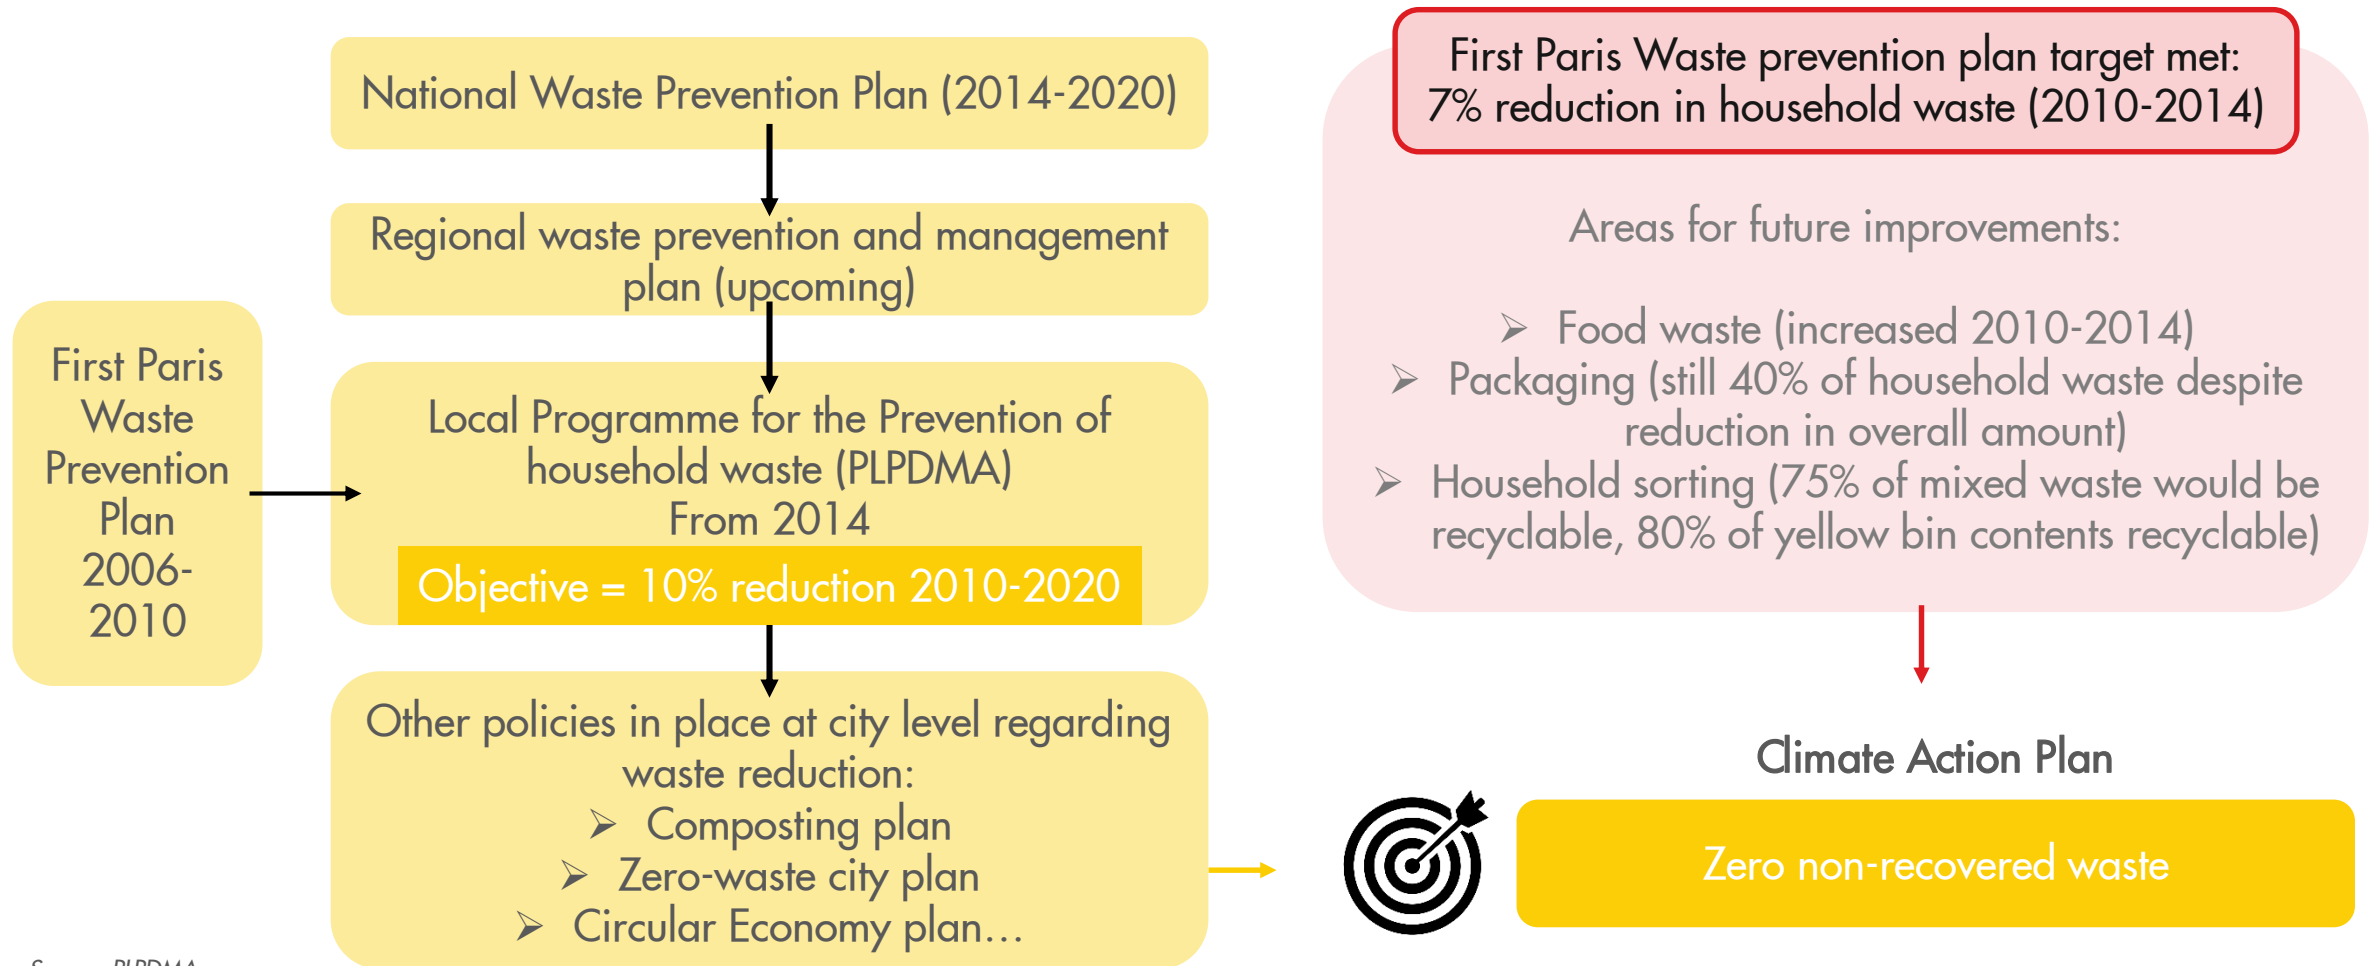 National Waste Prevention Plan (2014-2020)
Regional waste prevention and management
plan (upcoming)
First Paris
Waste
Prevention
Plan
2006-
2010
Local Programme for the Prevention of
household waste (PLPDMA)
From 2014
Objective = 10% reduction 2010-2020
Other policies in place at city level regarding
waste reduction:
➢ Composting plan
➢ Zero-waste city plan
➢ Circular Economy plan…
First Paris Waste prevention plan target met:
7% reduction in household waste (2010-2014)
Areas for future improvements:
➢ Food waste (increased 2010-2014)
➢ Packaging (still 40% of household waste despite
reduction in overall amount)
➢ Household sorting (75% of mixed waste would be
recyclable, 80% of yellow bin contents recyclable)
Climate Action Plan
Zero non-recovered waste
PLPDMA